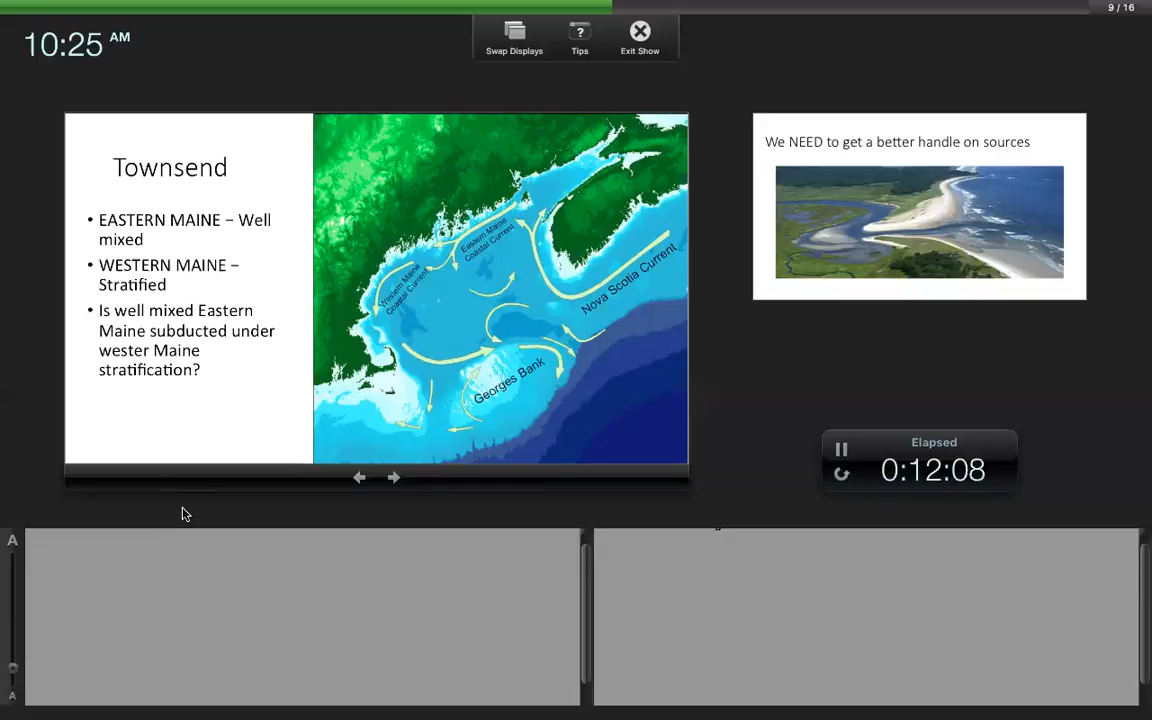 9 / 16
10:25 AM
Swap Displays
Tips
Exit Show
Townsend
• EASTERN MAINE – Well
mixed
• WESTERN MAINE –
Stratified
• Is well mixed Eastern
Maine subducted under
wester Maine
stratification?
Eastern Maine
Coastal Current
Western Maine
Coastal Current
Nova Scotia Current
Georges Bank
We NEED to get a better handle on sources
Elapsed
0:12:08
A
A